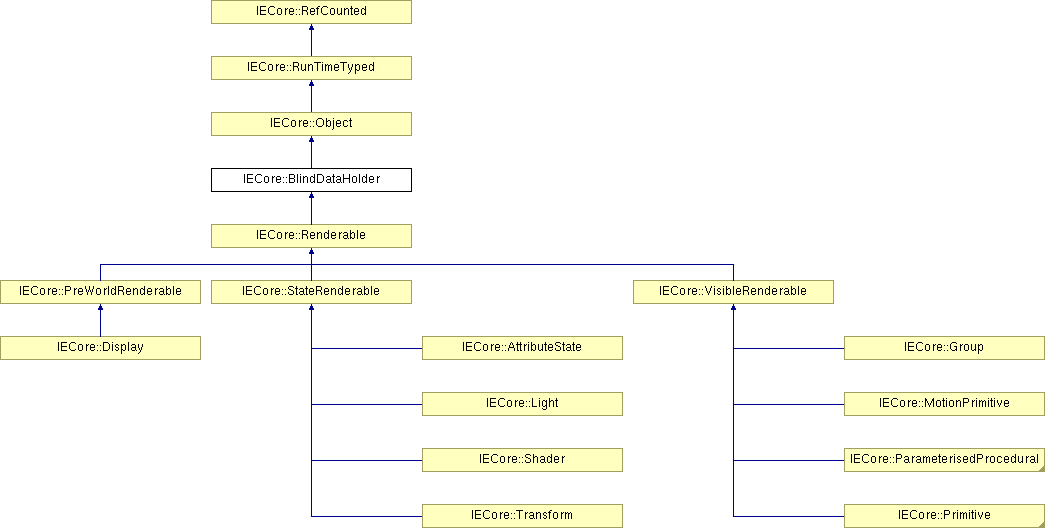 IECore::RefCounted
IECore::RunTimeTyped
IECore::Object
IECore::BlindDataHolder
IECore::Renderable
IECore::PreWorldRenderable
IECore::StateRenderable
IECore::VisibleRenderable
IECore::Display
IECore::AttributeState
IECore::Group
IECore::Light
IECore::MotionPrimitive
IECore::Shader
IECore::ParameterisedProcedural
IECore::Transform
IECore::Primitive